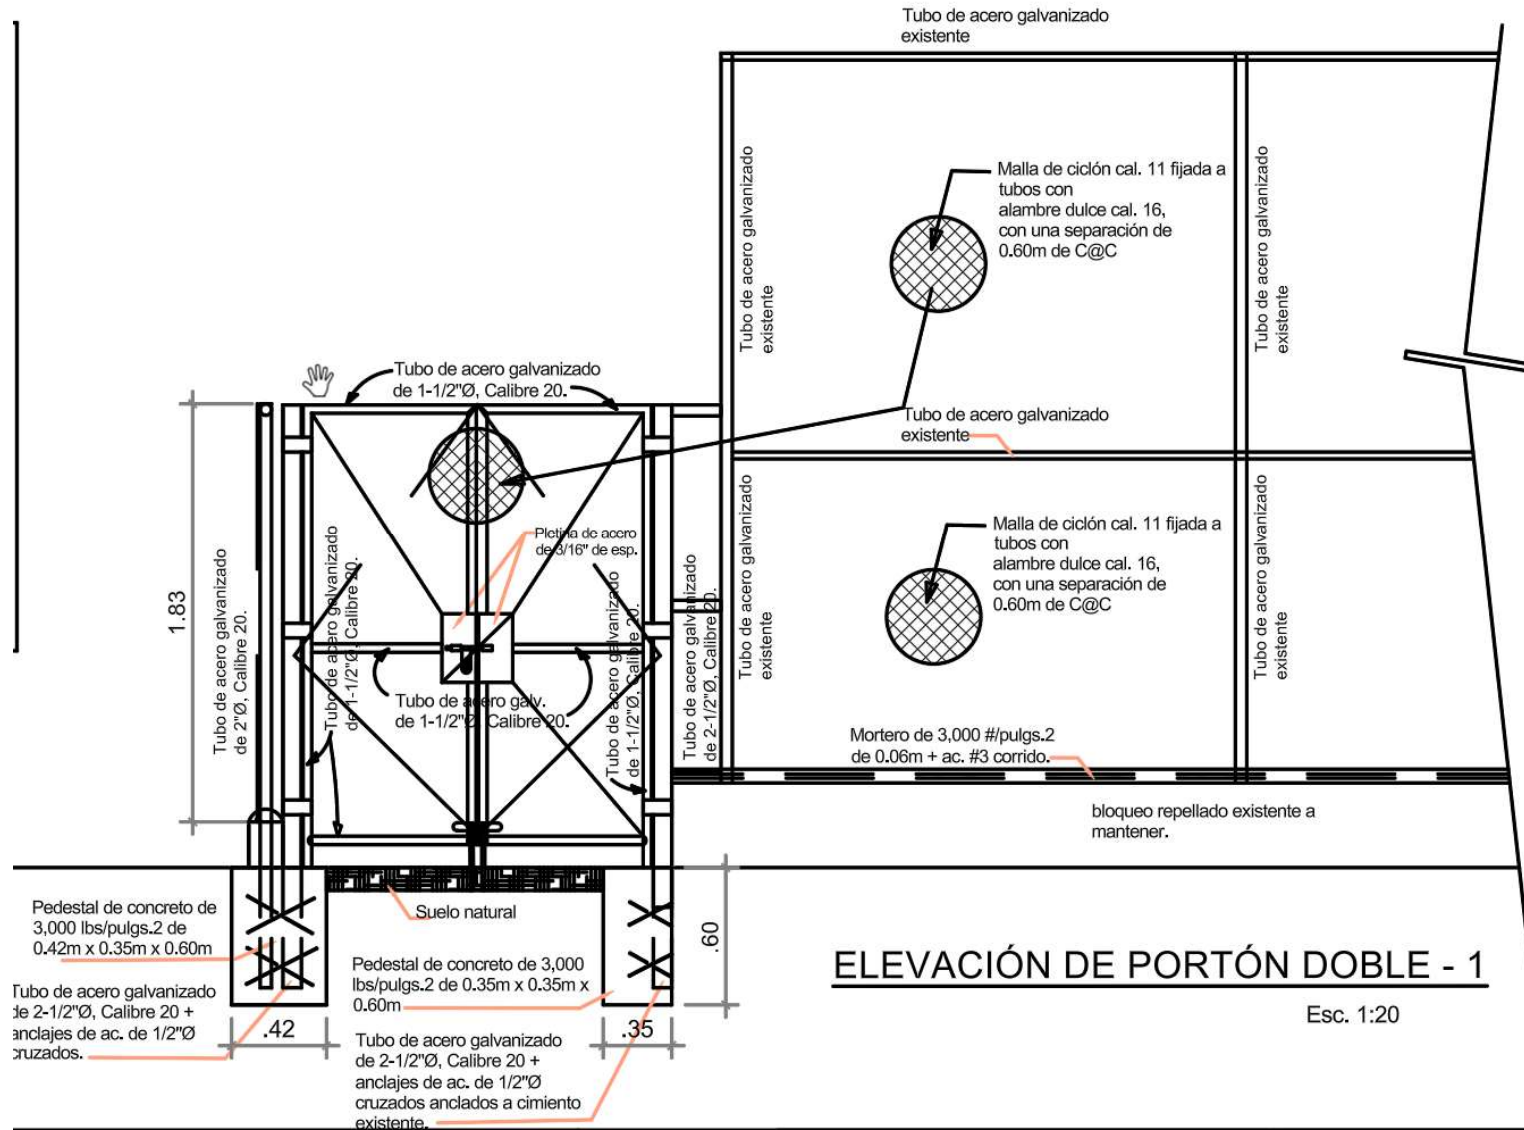 Tubo de acero galvanizado
existente
Malla de ciclón cal. 11 fijada a
tubos con
alambre dulce cal. 16,
con una separación de
0.60m de C@C
Tubo de acero galvanizado
existente
Tubo de acero galvanizado
existente
Tubo de acero galvanizado
de 1-1/2"Ø, Calibre 20.
Tubo de acero galvanizado
existente
Pletina de acero
de 3/16" de esp.
Malla de ciclón cal. 11 fijada a
tubos con
alambre dulce cal. 16,
con una separación de
0.60m de C@C
1.83
Tubo de acero galvanizado
de 2"Ø, Calibre 20.
Tubo de acero galvanizado
de 1-1/2"Ø, Calibre 20.
Tubo de acero galvanizado
de 1-1/2"Ø, Calibre 20.
Tubo de acero galvanizado
de 2-1/2"Ø, Calibre 20.
Tubo de acero galvanizado
existente
Tubo de acero galvanizado
existente
Tubo de acero galv.
de 1-1/2"Ø, Calibre 20.
Mortero de 3,000 #/pulgs.2
de 0.06m + ac. #3 corrido.
bloqueo repellado existente a
mantener.
Suelo natural
Pedestal de concreto de
3,000 lbs/pulgs.2 de
0.42m x 0.35m x 0.60m
.60
Pedestal de concreto de 3,000
lbs/pulgs.2 de 0.35m x 0.35m x
0.60m
ELEVACIÓN DE PORTÓN DOBLE - 1
Esc. 1:20
Tubo de acero galvanizado
de 2-1/2"Ø, Calibre 20 +
anclajes de ac. de 1/2"Ø
cruzados.
.42
.35
Tubo de acero galvanizado
de 2-1/2"Ø, Calibre 20 +
anclajes de ac. de 1/2"Ø
cruzados anclados a cimiento
existente.